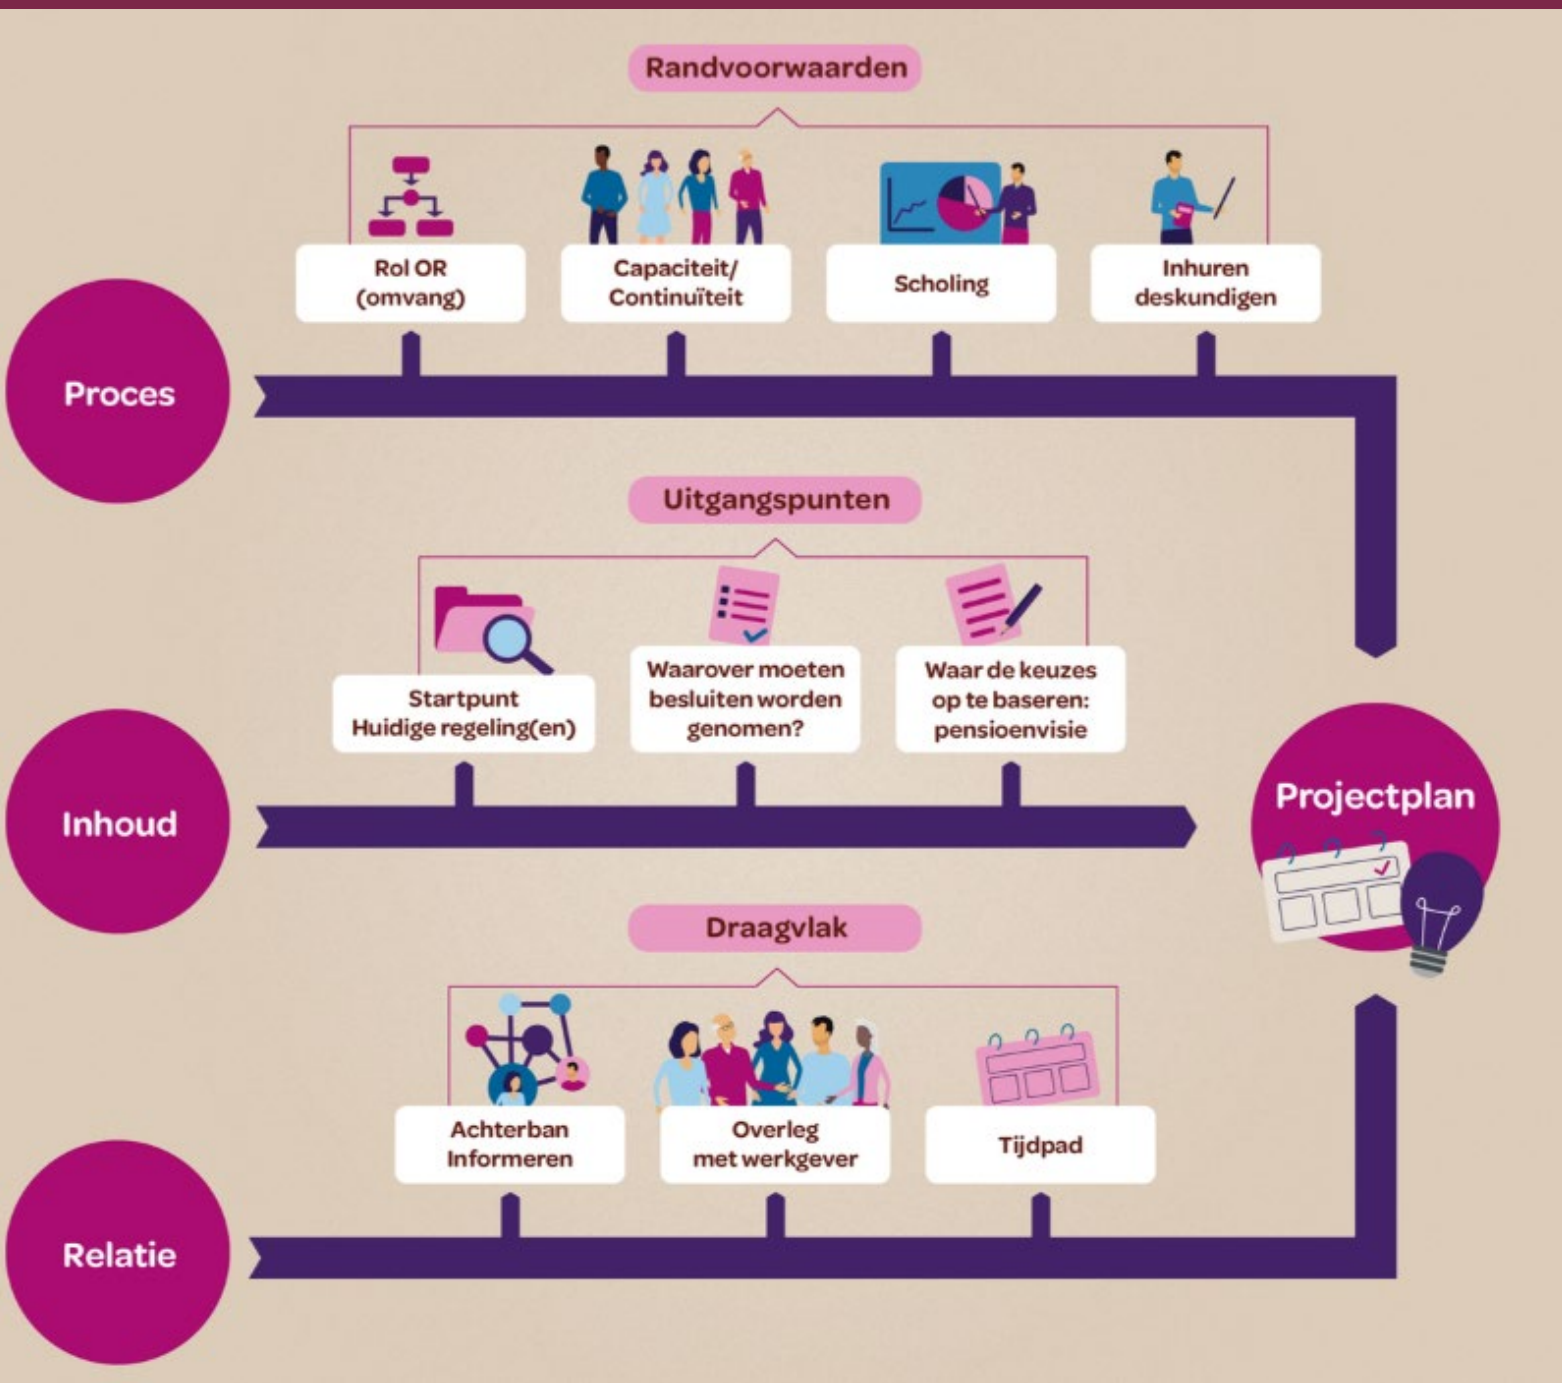 Randvoorwaarden
Rol OR
(omvang)
Capaciteit/
Continuïteit
Scholing
Inhuren
deskundigen
Proces
Uitgangspunten
Startpunt
Huidige regeling(en)
Waarover moeten
besluiten worden
genomen?
Waar de keuzes
op te baseren:
pensioenvisie
Inhoud
Projectplan
Draagvlak
Achterban
Informeren
Overleg
met werkgever
Tijdpad
Relatie